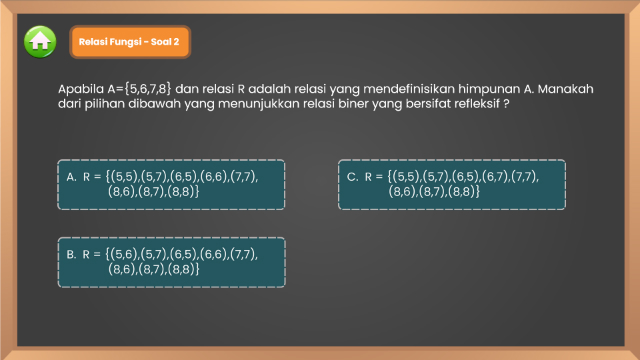 Relasi Fungsi - Soal 2
Apabila A={5,6,7,8} dan relasi R adalah relasi yang mendefinisikan himpunan A. Manakah
dari pilihan dibawah yang menunjukkan relasi biner yang bersifat refleksif ?
A. R = {(5,5),(5,7),(6,5),(6,6),(7,7),
(8,6),(8,7),(8,8)}
C. R = {(5,5),(5,7),(6,5),(6,7),(7,7),
(8,6),(8,7),(8,8)}
B. R = {(5,6),(5,7),(6,5),(6,6),(7,7),
(8,6),(8,7),(8,8)}